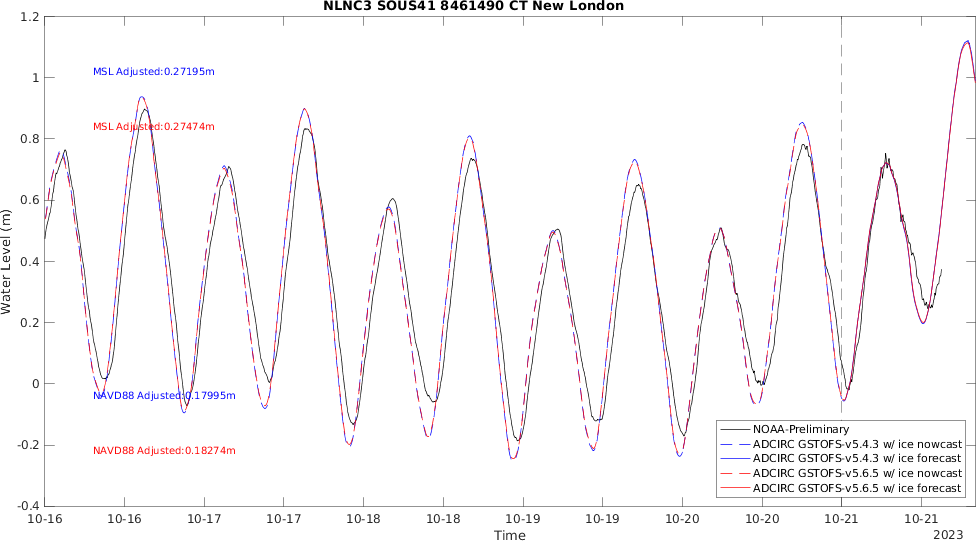 NLNC3 SOUS41 8461490 CT New London
1.2
1
0.8
0.6
0.4
0.2
0
-0.2
-0.4
Water Level (m)
MSL Adjusted:0.27195m
MSL Adjusted:0.27474m
NAVD88 Adjusted:0.17995m
NAVD88 Adjusted:0.18274m
NOAA-Preliminary
ADCIRC GSTOFS-v5.4.3 w/ ice nowcast
ADCIRC GSTOFS-v5.4.3 w/ ice forecast
ADCIRC GSTOFS-v5.6.5 w/ ice nowcast
ADCIRC GSTOFS-v5.6.5 w/ ice forecast
10-16 10-16 10-17 10-17 10-18 10-18 10-19 10-19 10-20 10-20 10-21 10-21
Time
2023